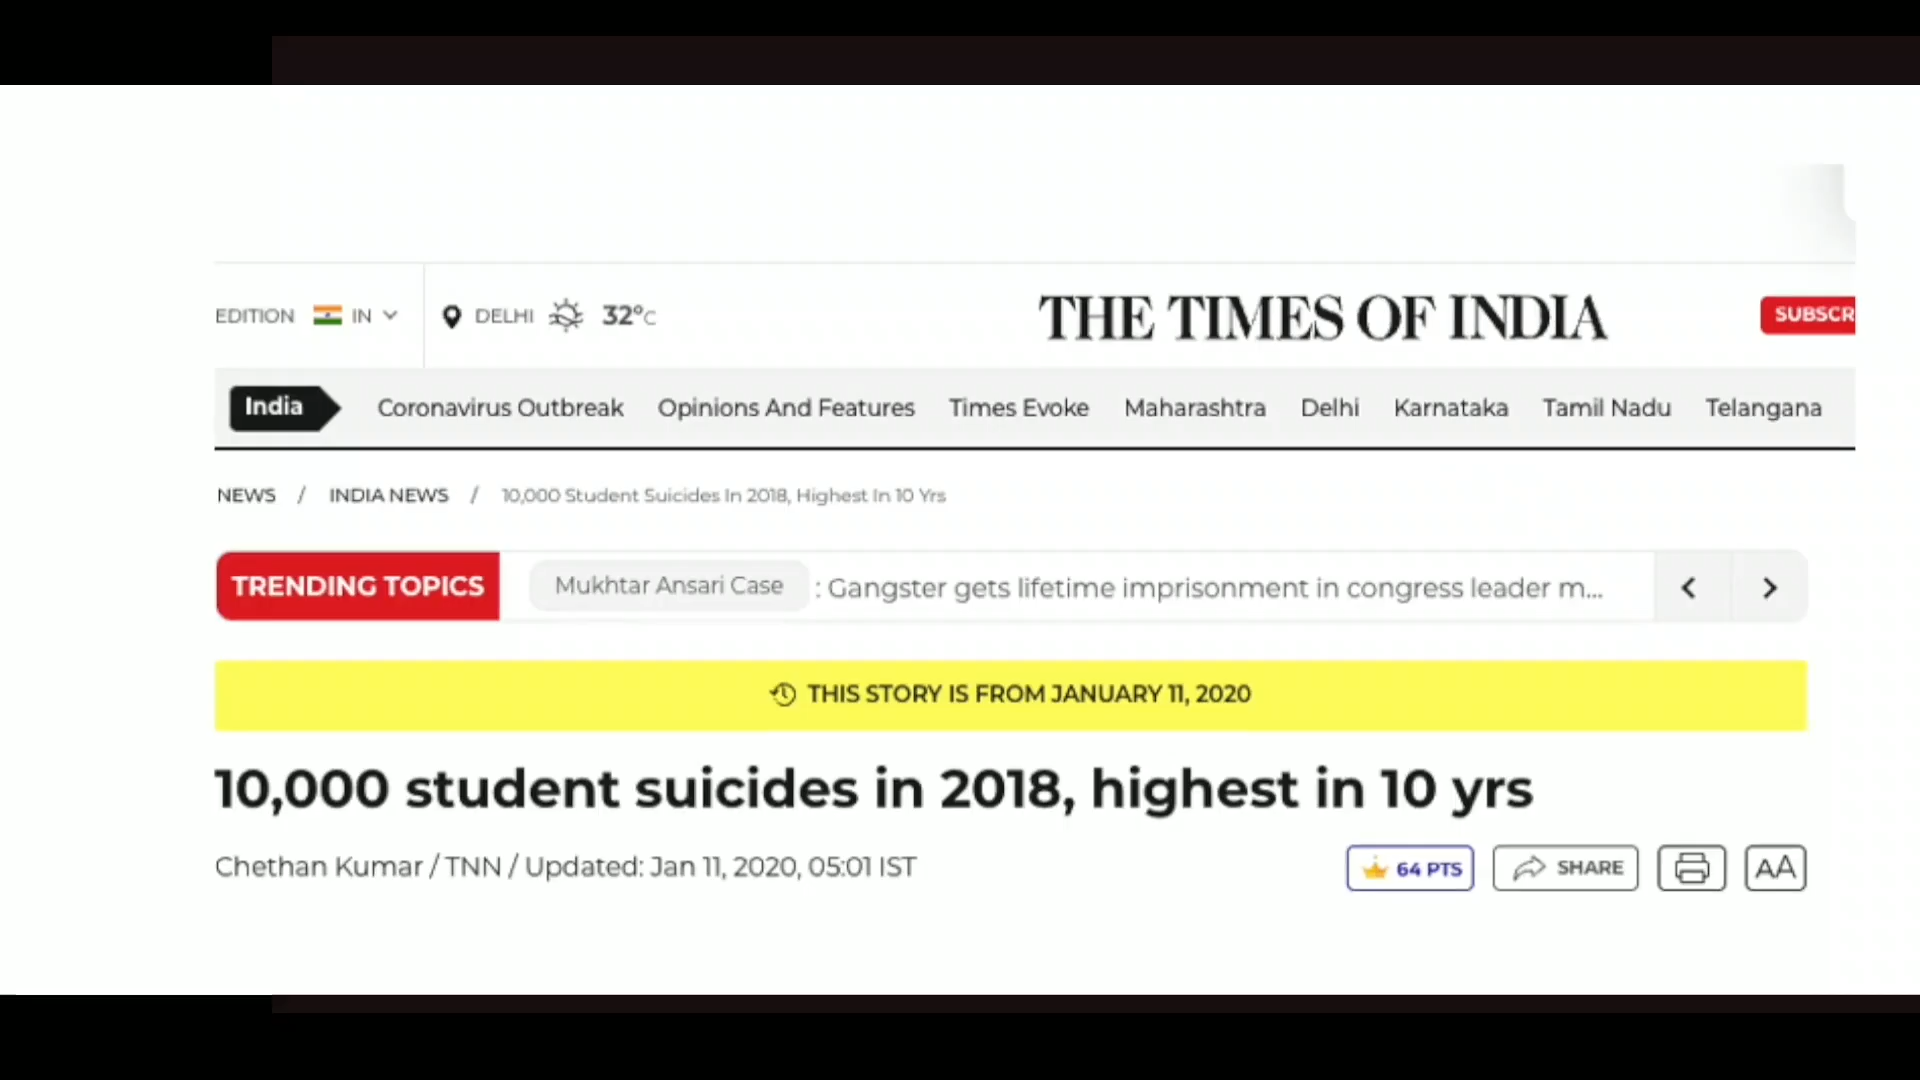 EDITION IN DELHI 32°C THE TIMES OF INDIA SUBSCR
India Coronavirus Outbreak Opinions And Features Times Evoke Maharashtra Delhi Karnataka Tamil Nadu Telangana
NEWS / INDIA NEWS / 10,000 Student Suicides In 2018, Highest In 10 Yrs
TRENDING TOPICS Mukhtar Ansari Case : Gangster gets lifetime imprisonment in congress leader m...
THIS STORY IS FROM JANUARY 11, 2020
10,000 student suicides in 2018, highest in 10 yrs
Chethan Kumar / TNN / Updated: Jan 11, 2020, 05:01 IST 64 PTS SHARE AA